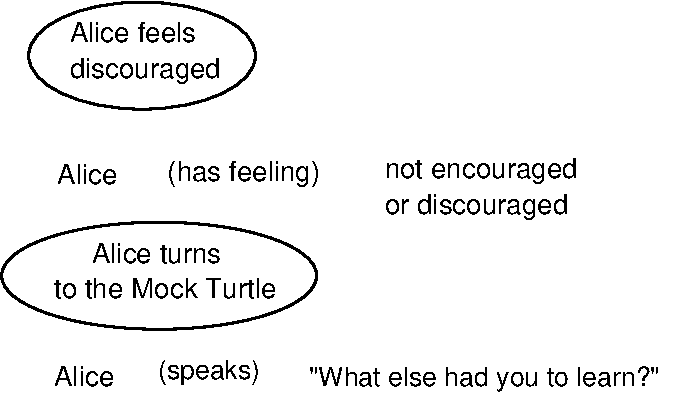 Alice feels
discouraged
Alice (has feeling) not encouraged
or discouraged
Alice turns
to the Mock Turtle
Alice (speaks) "What else had you to learn?"